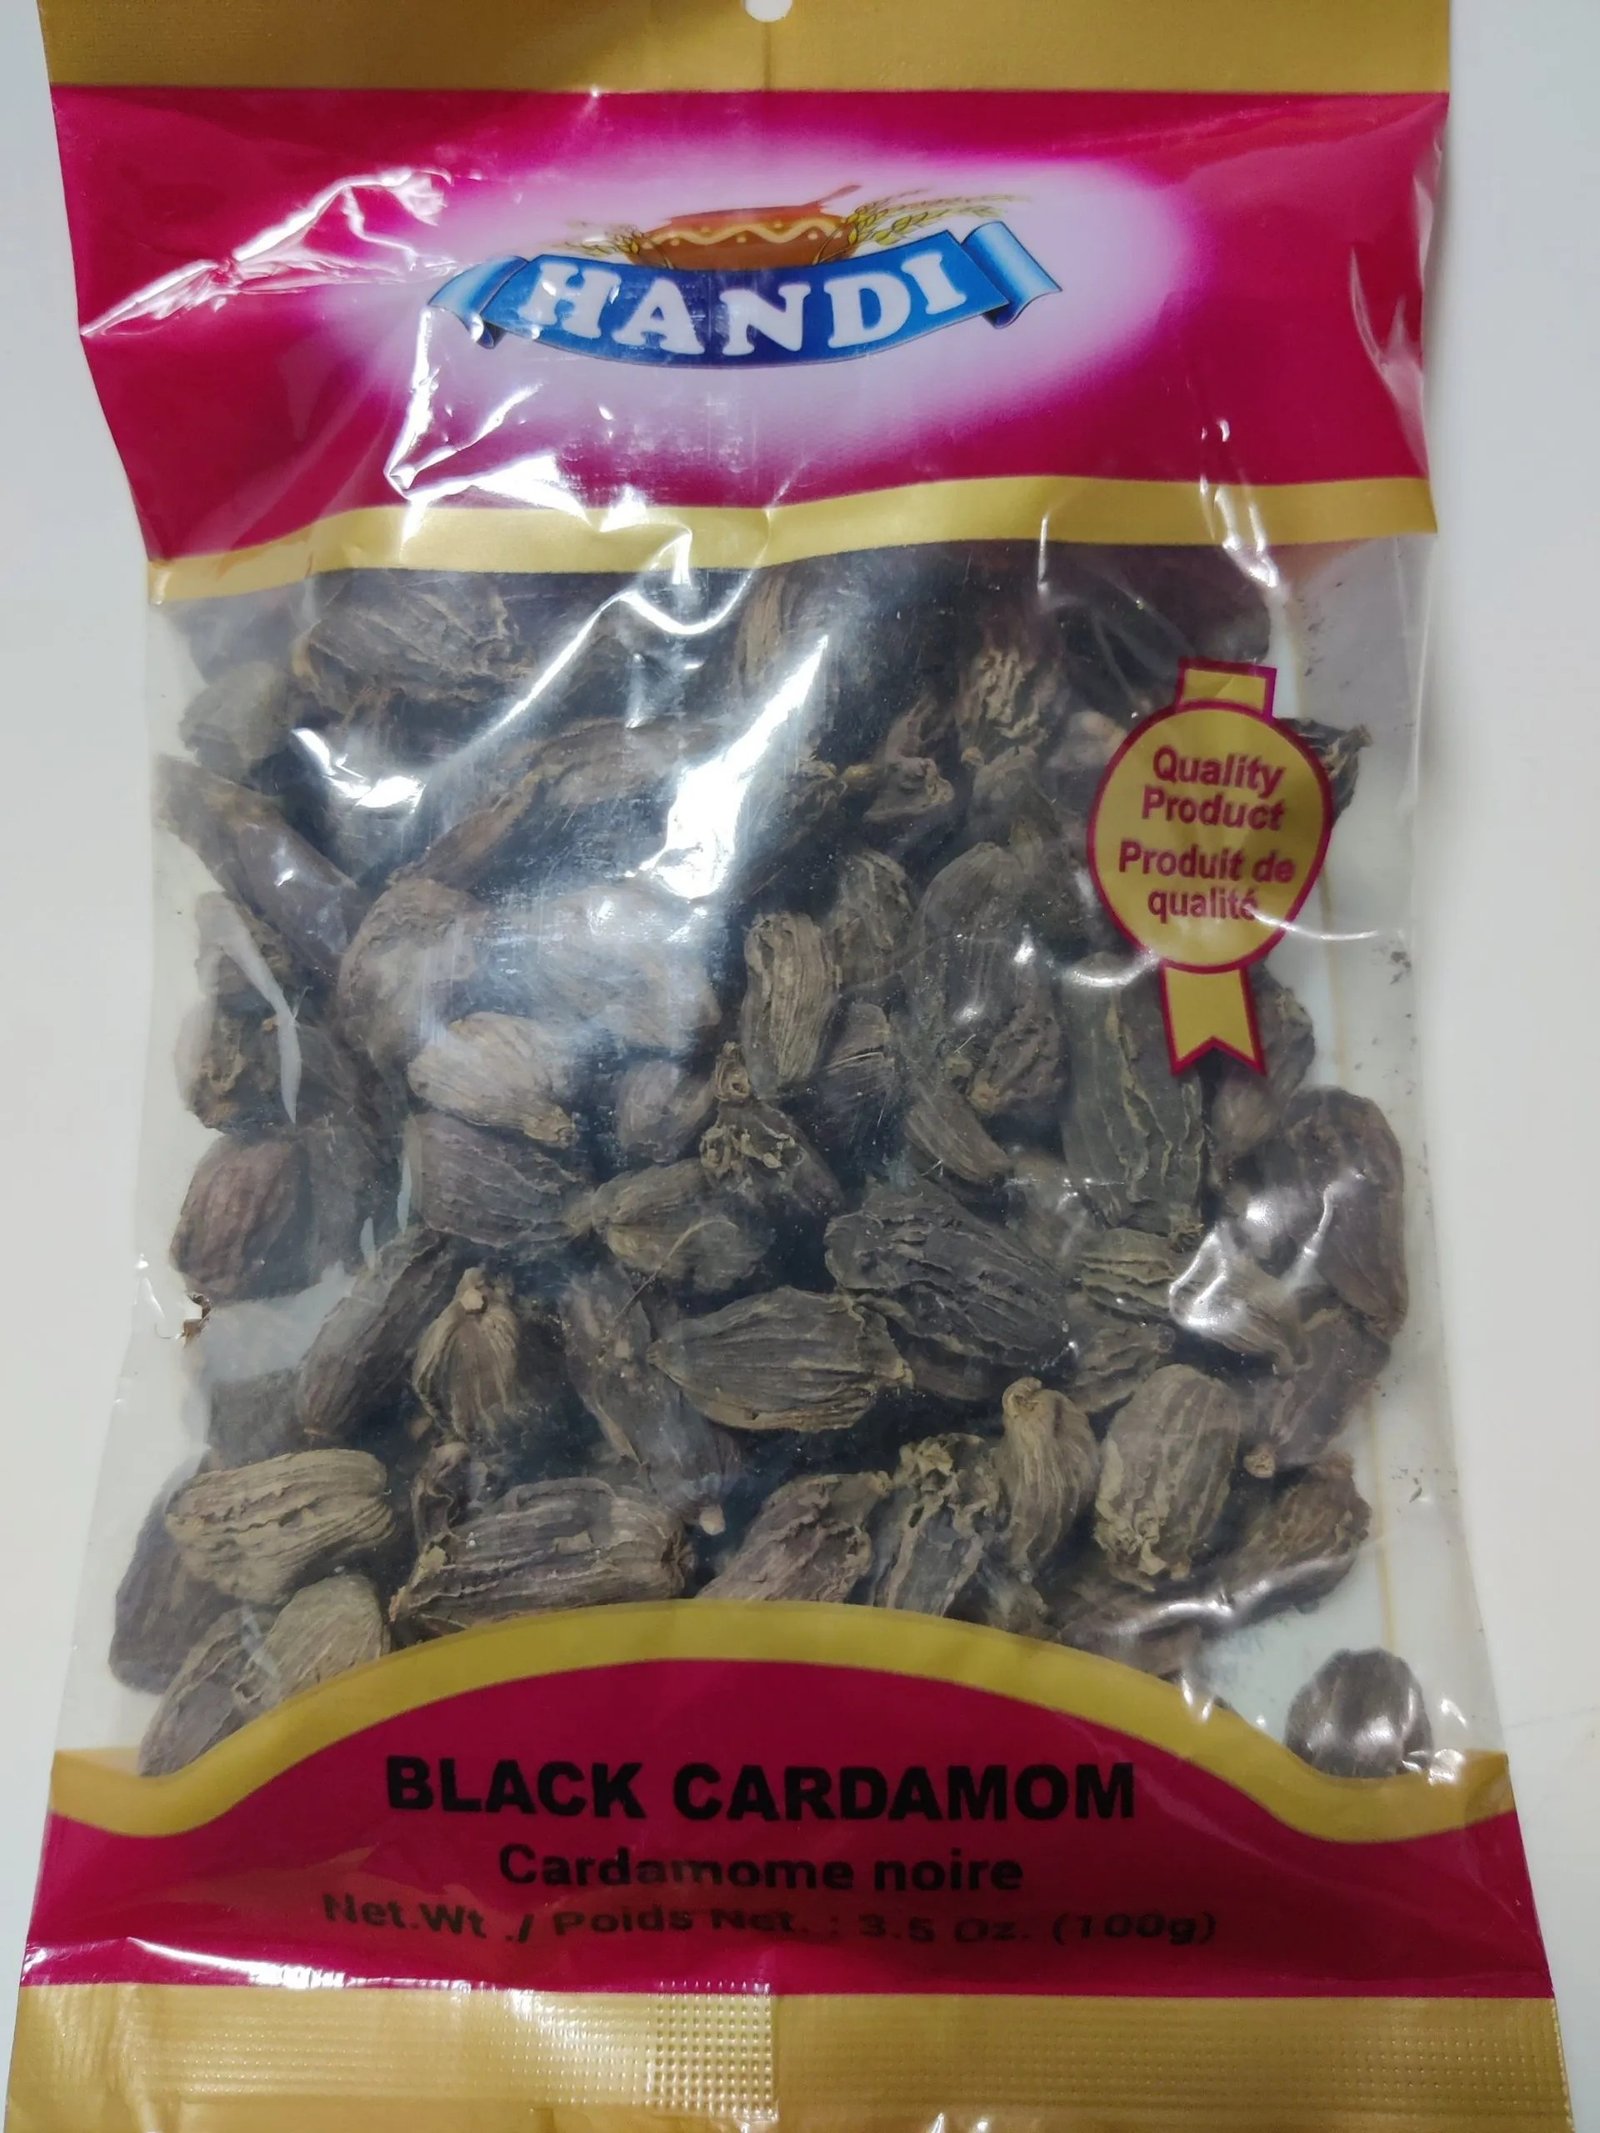 HANDI
Quality
Product
Produit de
qualité
BLACK CARDAMOM
Cardamome noire
Net.Wt ./ Poids Net. : 3.5 Oz. (100g)